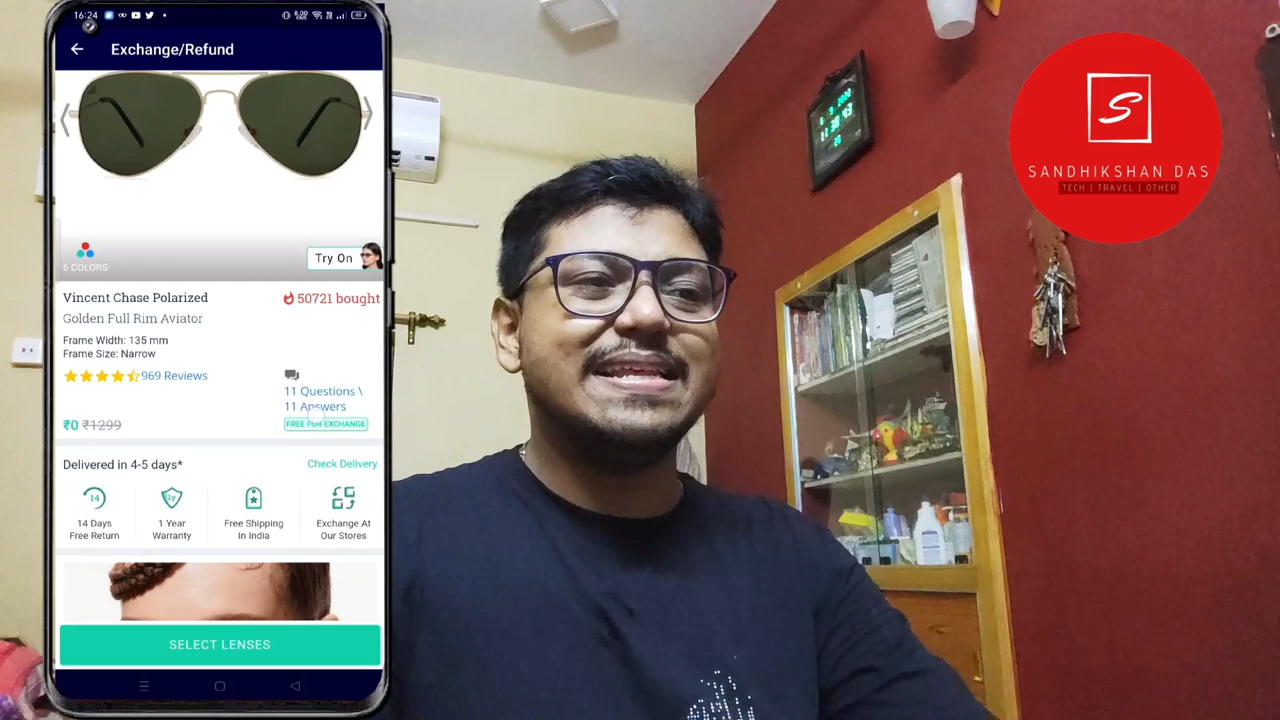 16:24
Exchange/Refund
6 COLORS
Try On
Vincent Chase Polarized
50721 bought
Golden Full Rim Aviator
Frame Width: 135 mm
Frame Size: Narrow
969 Reviews
11 Questions \
11 Answers
₹0 ₹1299
FREE FOR EXCHANGE
Delivered in 4-5 days*
Check Delivery
14
14 Days
Free Return
1y
1 Year
Warranty
Free Shipping
In India
Exchange At
Our Stores
SELECT LENSES
S
SANDHIKSHAN DAS
TECH | TRAVEL | OTHER